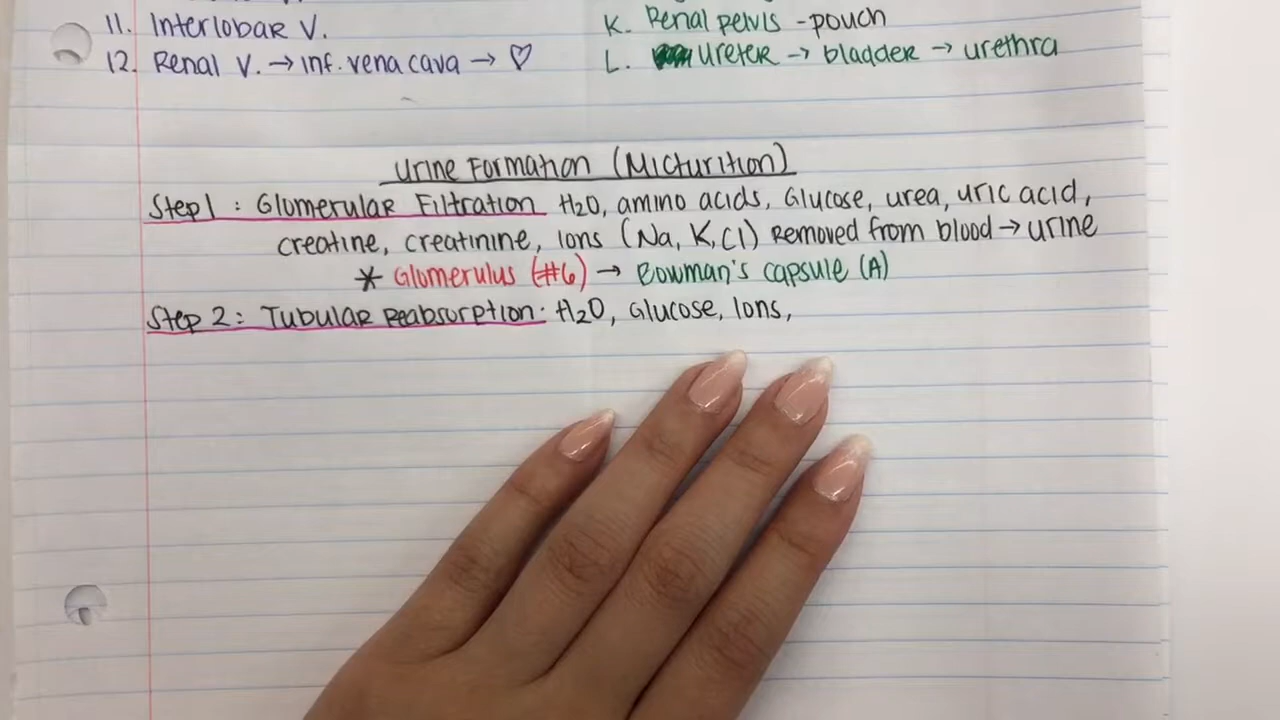 11. Interlobar V.
K. Renal pelvis - pouch
12. Renal V. → inf. vena cava → ♡
L. ureter → bladder → urethra
Urine Formation (Micturition)
Step 1 : Glomerular Filtration H₂O, amino acids, Glucose, urea, uric acid,
creatine, creatinine, Ions (Na, K, Cl) Removed from blood → urine
* Glomerulus (#6) → Bowman's capsule (A)
Step 2 : Tubular Reabsorption: H₂O, Glucose, Ions,